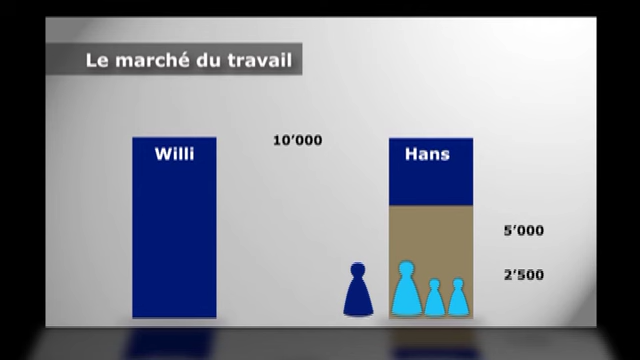 Le marché du travail
Willi
10’000
Hans
5’000
2’500